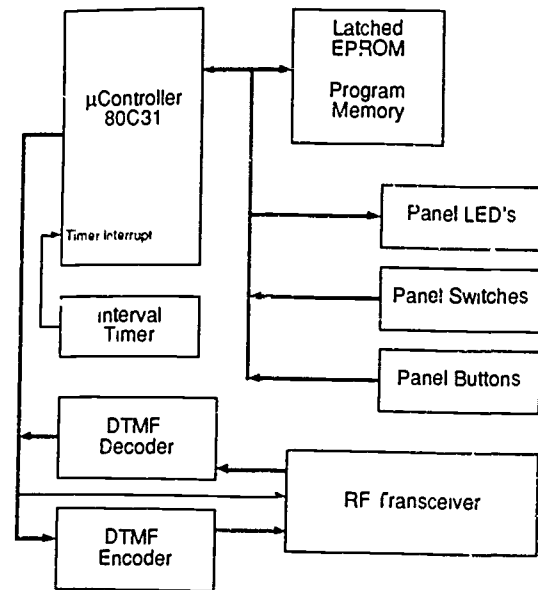 Latched
EPROM
Program
Memory
µController
80C31
Timer Interrupt
Panel LED's
Interval
Timer
Panel Switches
Panel Buttons
DTMF
Decoder
RF Transceiver
DTMF
Encoder